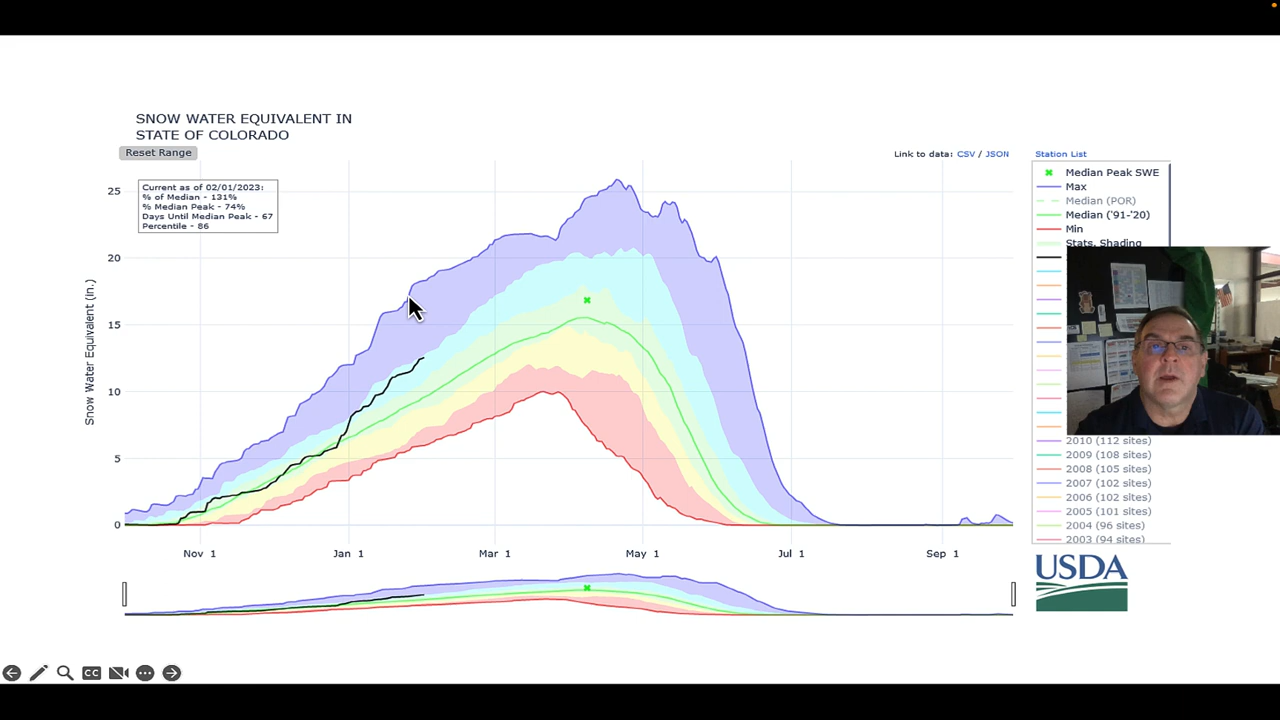 SNOW WATER EQUIVALENT IN
STATE OF COLORADO
Reset Range
Link to data: CSV / JSON
Station List
Current as of 02/01/2023:
% of Median - 131%
% Median Peak - 74%
Days Until Median Peak - 67
Percentile - 86
Snow Water Equivalent (in.)
25
20
15
10
5
0
Nov 1
Jan 1
Mar 1
May 1
Jul 1
Sep 1
Median Peak SWE
Max
Median (POR)
Median ('91-'20)
Min
Stats. Shading
2010 (112 sites)
2009 (108 sites)
2008 (105 sites)
2007 (102 sites)
2006 (102 sites)
2005 (101 sites)
2004 (96 sites)
2003 (94 sites)
USDA
CC